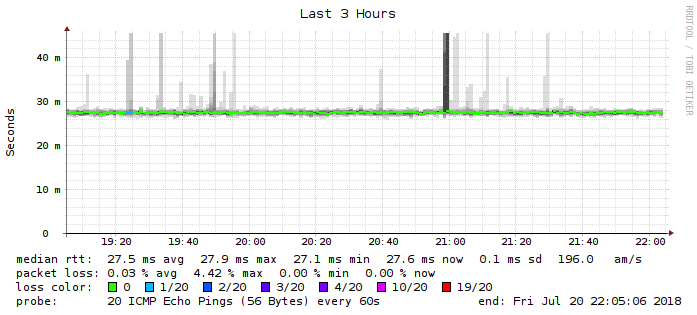 Last 3 Hours
RRDTOOL / TOBI OETIKER
Seconds
40 m
30 m
20 m
10 m
0
19:20 19:40 20:00 20:20 20:40 21:00 21:20 21:40 22:00
median rtt: 27.5 ms avg 27.9 ms max 27.1 ms min 27.6 ms now 0.1 ms sd 196.0 am/s
packet loss: 0.03 % avg 4.42 % max 0.00 % min 0.00 % now
loss color: 0 1/20 2/20 3/20 4/20 10/20 19/20
probe: 20 ICMP Echo Pings (56 Bytes) every 60s end: Fri Jul 20 22:05:06 2018